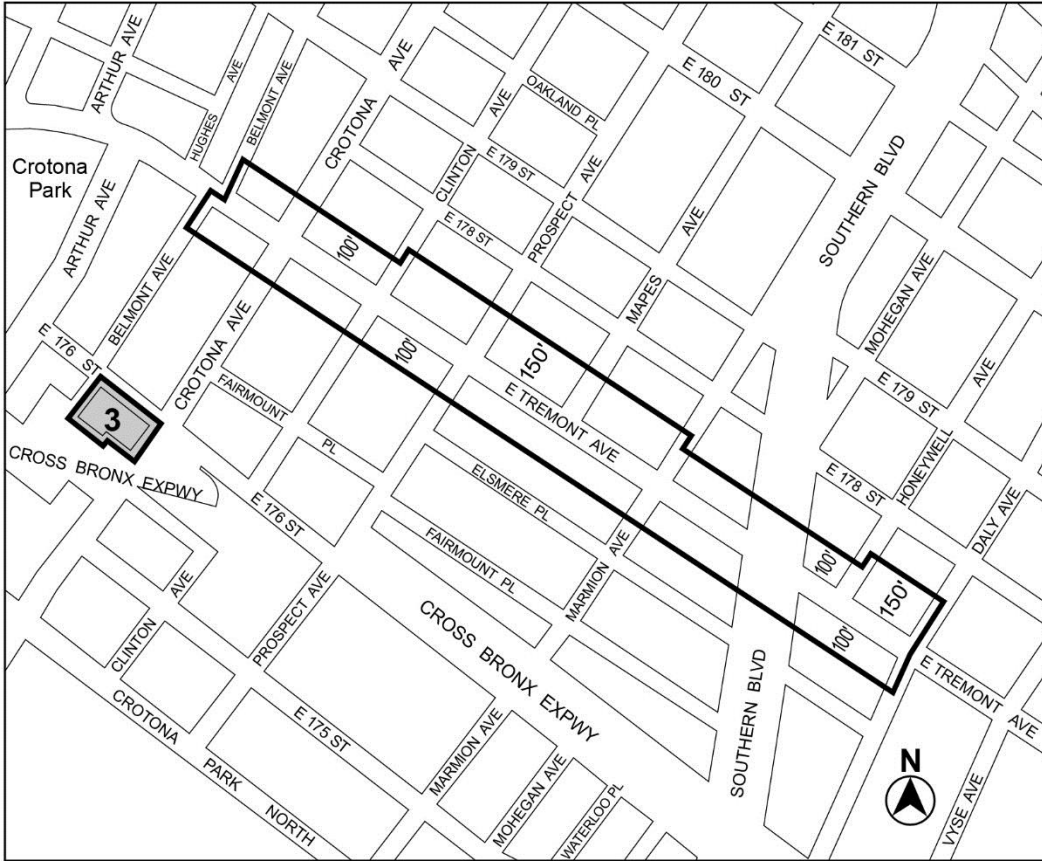 ARTHUR AVE
HUGHES AVE
BELMONT AVE
CROTONA AVE
CLINTON AVE
OAKLAND PL
E 180 ST
E 181 ST
Crotona
Park
E 179 ST
E 178 ST
PROSPECT AVE
MAPES AVE
SOUTHERN BLVD
ARTHUR AVE
BELMONT AVE
100'
MOHEGAN AVE
E 176 ST
CROTONA AVE
100'
150'
E 179 ST
HONEYWELL AVE
3
FAIRMOUNT PL
E TREMONT AVE
CROSS BRONX EXPWY
E 176 ST
ELSMERE PL
E 178 ST
DALY AVE
FAIRMOUNT PL
MARMION AVE
100'
150'
CLINTON AVE
PROSPECT AVE
CROSS BRONX EXPWY
100'
E TREMONT AVE
SOUTHERN BLVD
CROTONA PARK NORTH
E 175 ST
MARMION AVE
MOHEGAN AVE
WATERLOO PL
N
VYSE AVE